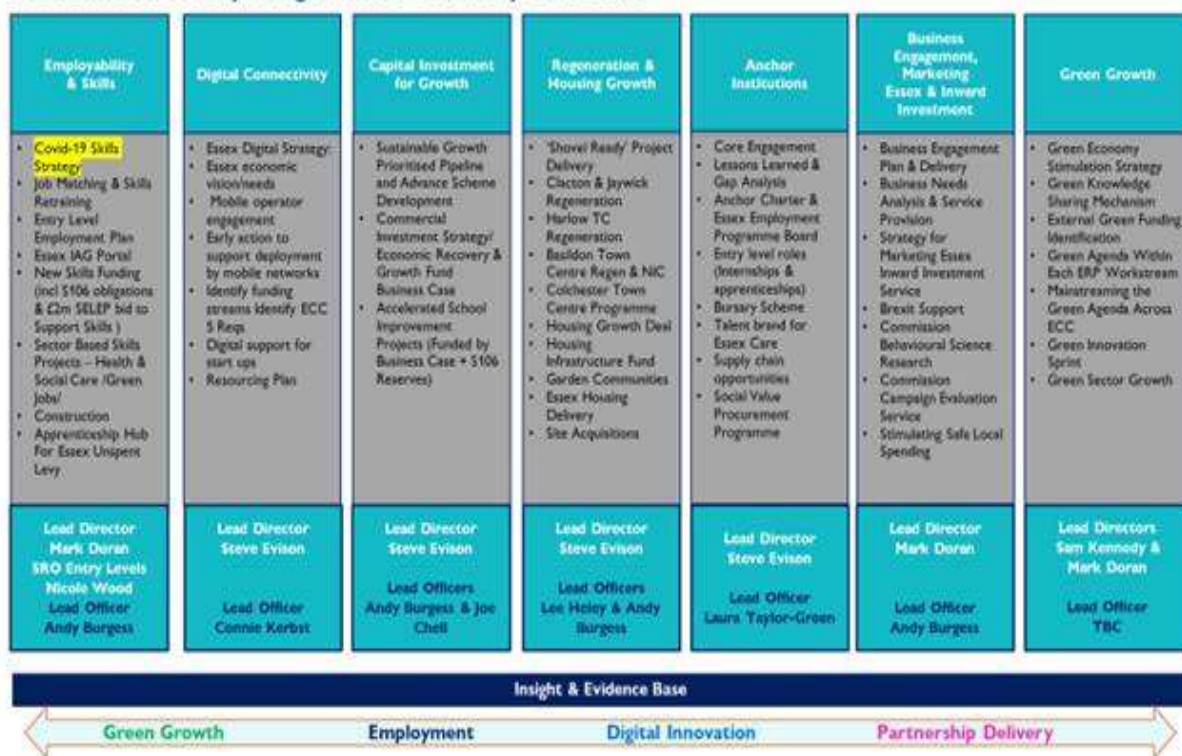 Employability
& Skills
Covid-19 Skills
Strategy
Job Matching & Skills
Retraining
Entry Level
Employment Plan
Essex IAG Portal
New Skills Funding
(incl S106 obligations
& £2m SELEP bid to
Support Skills )
Sector Based Skills
Projects – Health &
Social Care /Green
Jobs/
Construction
Apprenticeship Hub
For Essex Unspent
Levy
Lead Director
Mark Doran
SRO Entry Levels
Nicole Wood
Lead Officer
Andy Burgess
Digital Connectivity
Essex Digital Strategy:
Essex economic
vision/needs
Mobile operator
engagement
Early action to
support deployment
by mobile networks
Identify funding
streams identify ECC
5 Reqs
Digital support for
start ups
Resourcing Plan
Lead Director
Steve Evison
Lead Officer
Connie Kerbst
Capital Investment
for Growth
Sustainable Growth
Prioritised Pipeline
and Advance Scheme
Development
Commercial
Investment Strategy/
Economic Recovery &
Growth Fund
Business Case
Accelerated School
Improvement
Projects (Funded by
Business Case + S106
Reserves)
Lead Director
Steve Evison
Lead Officers
Andy Burgess & Joe
Chell
Regeneration &
Housing Growth
'Shovel Ready' Project
Delivery
Clacton & Jaywick
Regeneration
Harlow TC
Regeneration
Basildon Town
Centre Regen & NIC
Colchester Town
Centre Programme
Housing Growth Deal
Housing
Infrastructure Fund
Garden Communities
Essex Housing
Delivery
Site Acquisitions
Lead Director
Steve Evison
Lead Officers
Lee Heley & Andy
Burgess
Anchor
Institutions
Core Engagement
Lessons Learned &
Gap Analysis
Anchor Charter &
Essex Employment
Programme Board
Entry level roles
(Internships &
apprenticeships)
Bursary Scheme
Talent brand for
Essex Care
Supply chain
opportunities
Social Value
Procurement
Programme
Lead Director
Steve Evison
Lead Officer
Laura Taylor-Green
Business
Engagement,
Marketing
Essex & Inward
Investment
Business Engagement
Plan & Delivery
Business Needs
Analysis & Service
Provision
Strategy for
Marketing Essex
Inward Investment
Service
Brexit Support
Commission
Behavioural Science
Research
Commission
Campaign Evaluation
Service
Stimulating Safe Local
Spending
Lead Director
Mark Doran
Lead Officer
Andy Burgess
Green Growth
Green Economy
Stimulation Strategy
Green Knowledge
Sharing Mechanism
External Green Funding
Identification
Green Agenda Within
Each ERP Workstream
Mainstreaming the
Green Agenda Across
ECC
Green Innovation
Sprint
Green Sector Growth
Lead Directors
Sam Kennedy &
Mark Doran
Lead Officer
TBC
Insight & Evidence Base
Green Growth Employment Digital Innovation Partnership Delivery